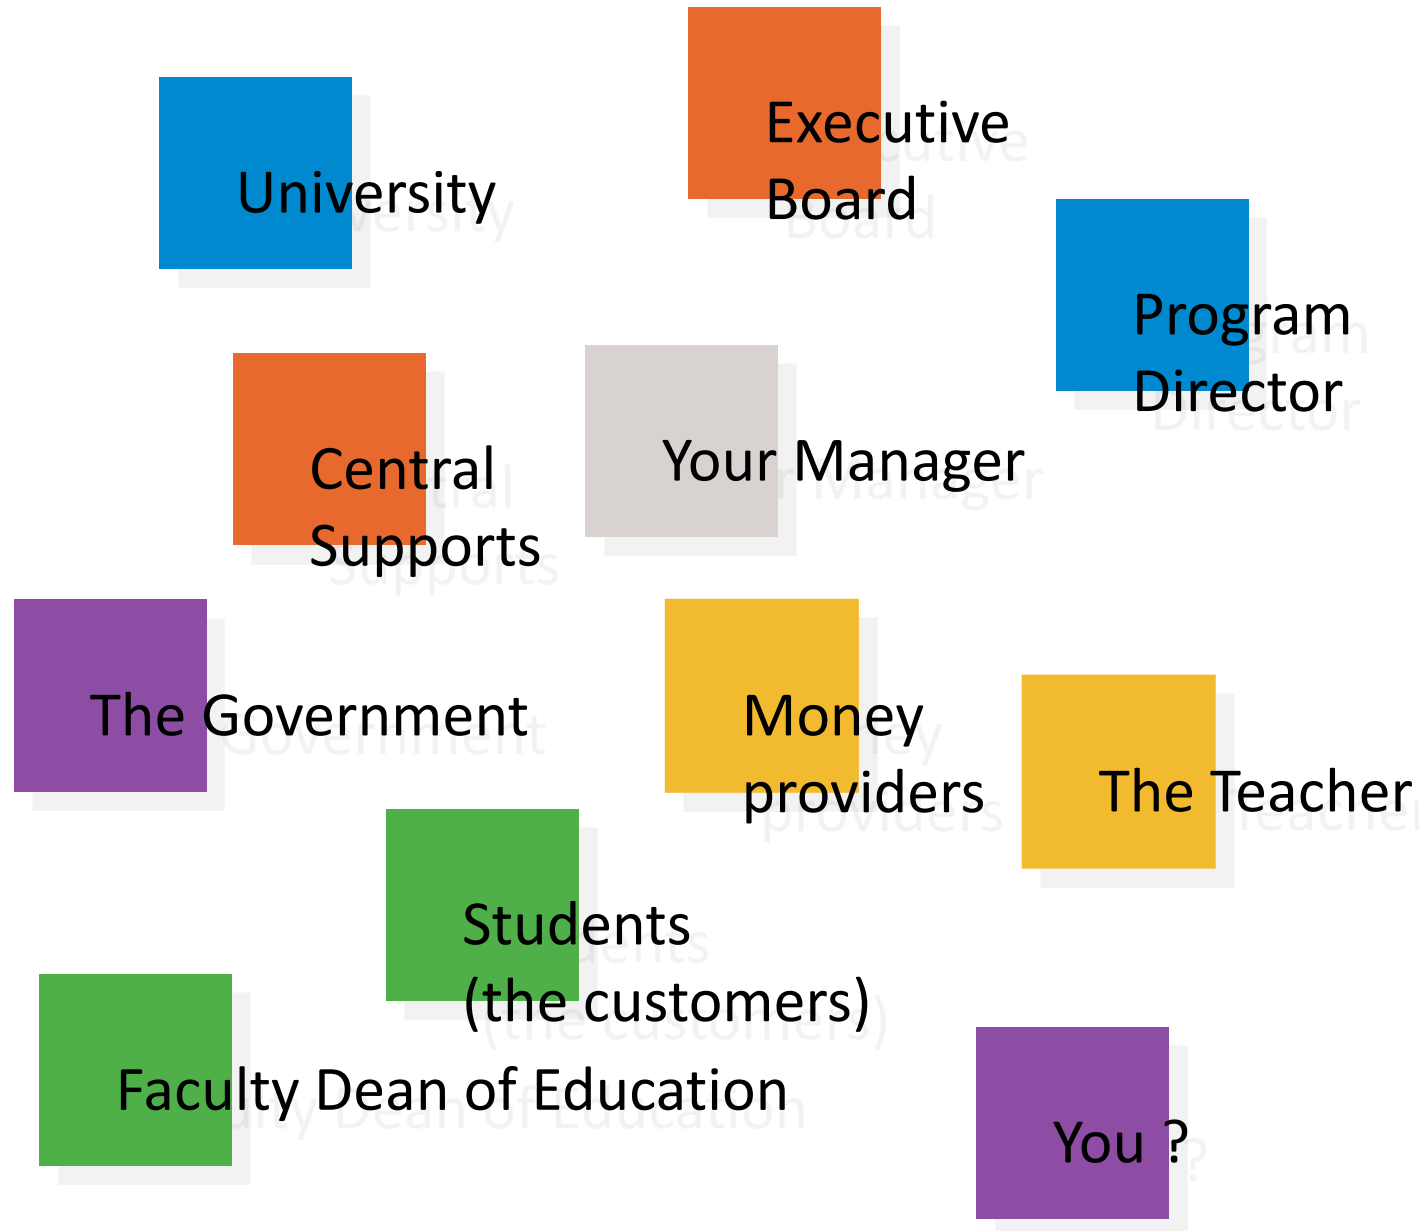 Executive
Board
University
Program
Director
Central
Supports
Your Manager
The Government
Money
providers
The Teacher
Students
(the customers)
Faculty Dean of Education
You ?